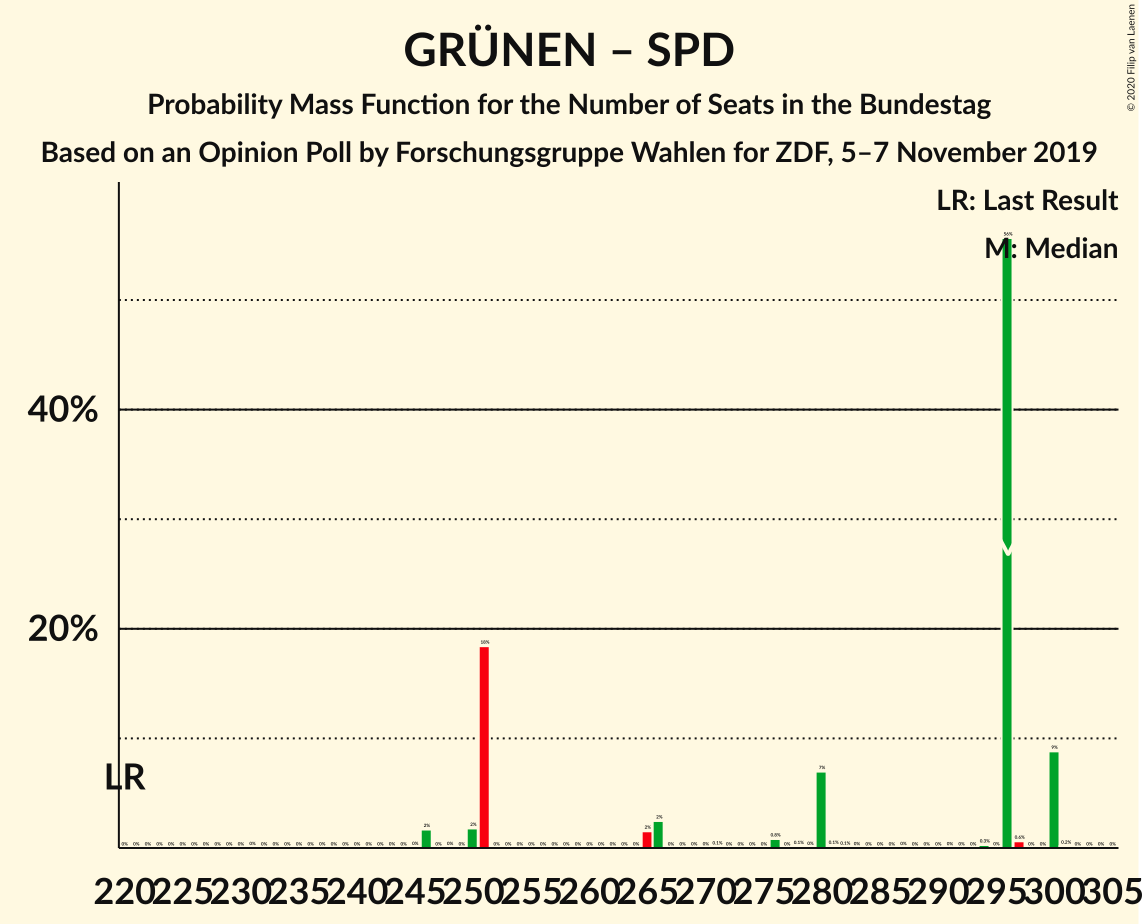 GRÜNEN – SPD
Probability Mass Function for the Number of Seats in the Bundestag
Based on an Opinion Poll by Forschungsgruppe Wahlen for ZDF, 5–7 November 2019
© 2020 Filip van Laenen
LR: Last Result
M: Median
40%
20%
LR
M
56%
18%
2%
2%
2%
2%
0.1%
0.8%
0.1%
7%
0.1%
0.1%
0.3%
0.6%
9%
0.2%
220 225 230 235 240 245 250 255 260 265 270 275 280 285 290 295 300 305